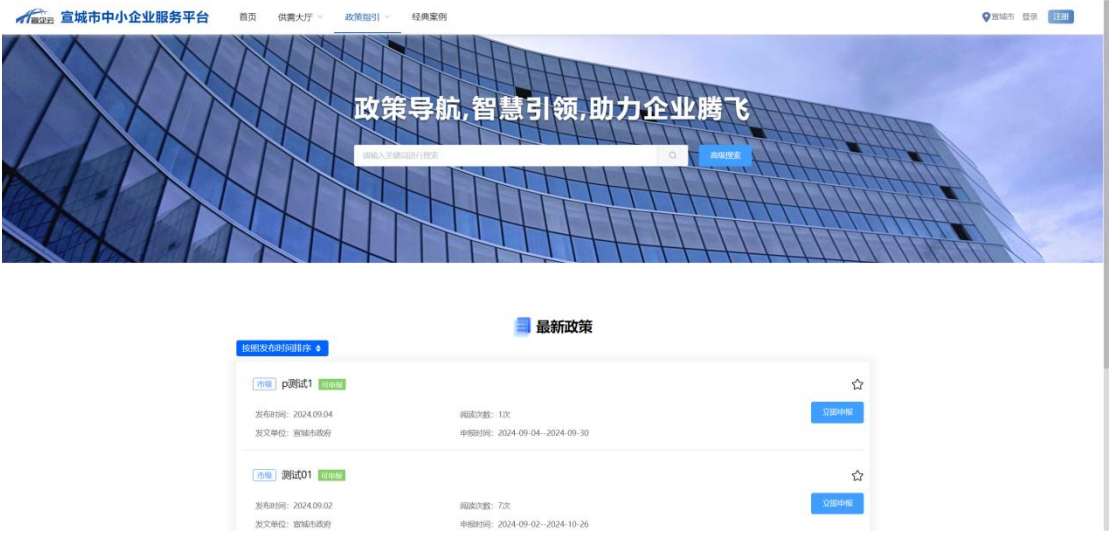 宣企云 宣城市中小企业服务平台 首页 供需大厅 政策指引 经典案例 宣城市 登录 注册
政策导航,智慧引领,助力企业腾飞
请输入关键词进行搜索 高级搜索
最新政策
按照发布时间排序
市级 p测试1 可申报
发布时间：2024.09.04 阅读次数：1次 立即申报
发文单位：宣城市政府 申报时间：2024-09-04--2024-09-30
市级 测试01 可申报
发布时间：2024.09.02 阅读次数：7次 立即申报
发文单位：宣城市政府 申报时间：2024-09-02--2024-10-26